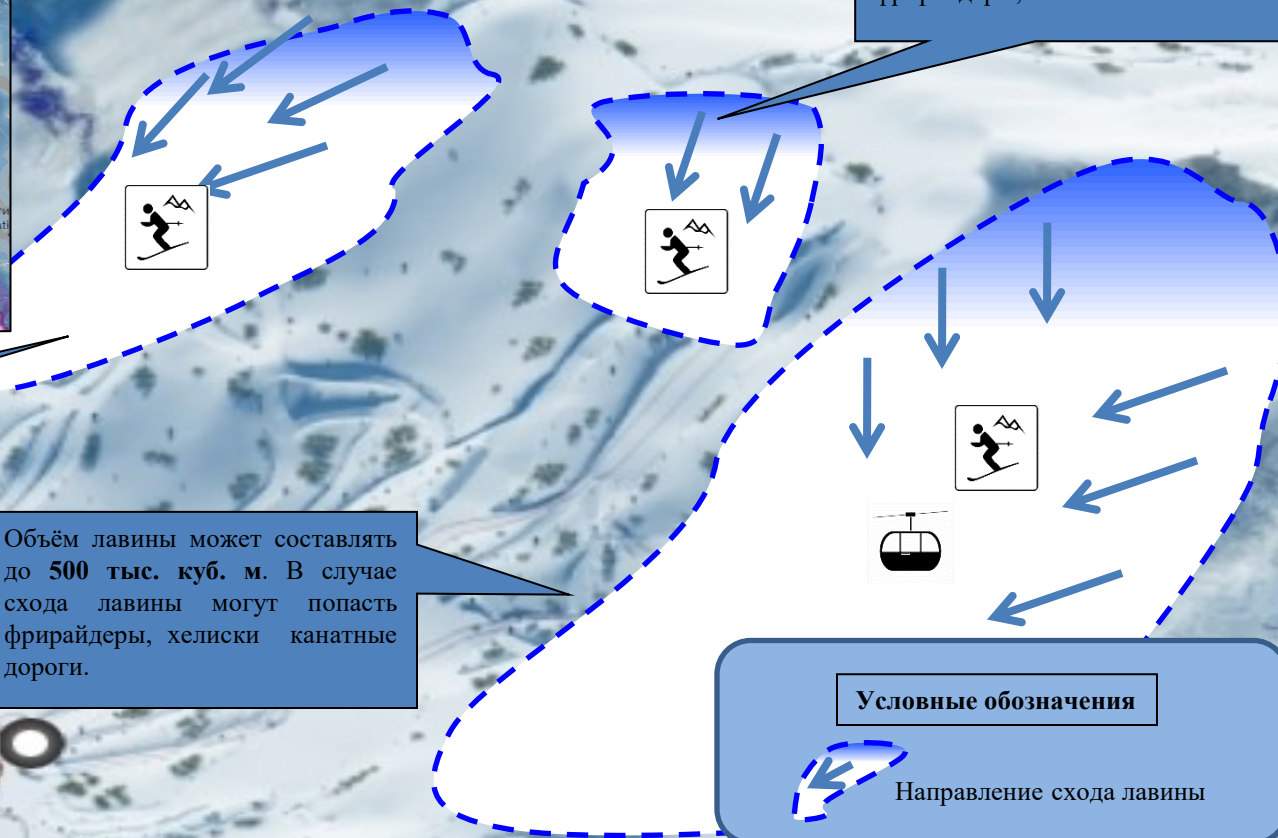 Объём лавины может составлять
до 500 тыс. куб. м. В случае
схода лавины могут попасть
фрирайдеры, хелиски канатные
дороги.
Условные обозначения
Направление схода лавины